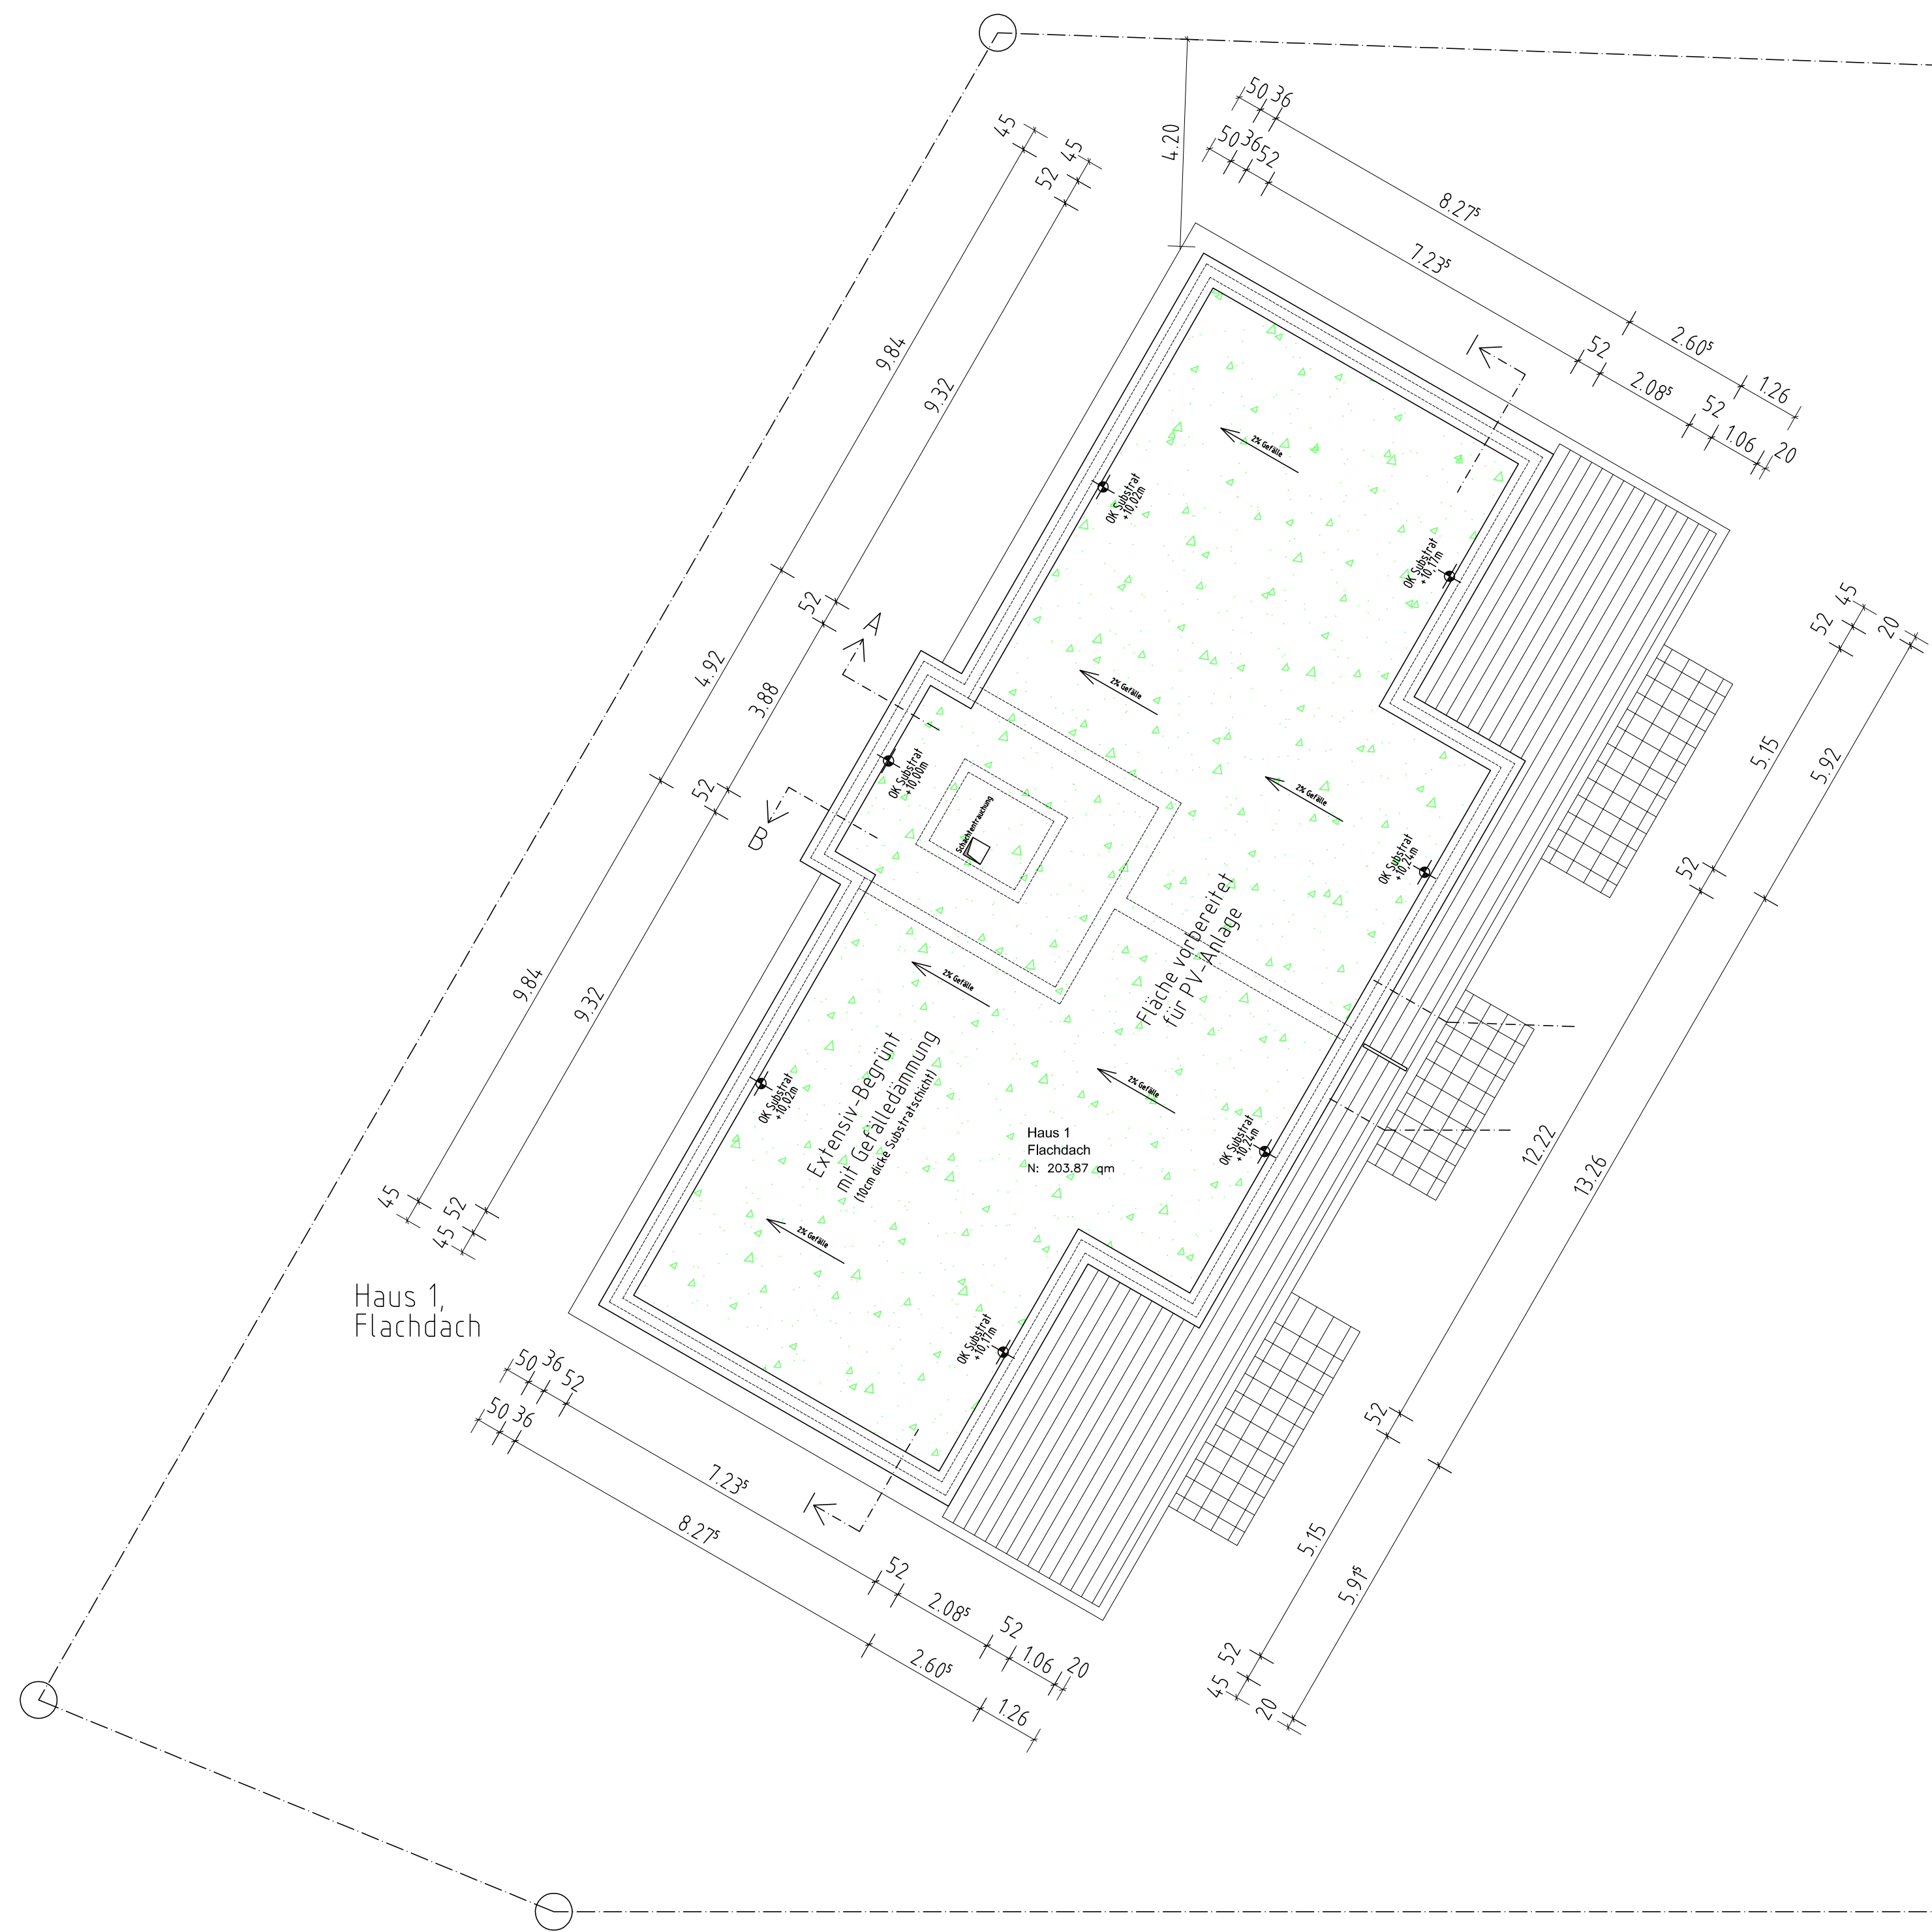 4.20
50
36
8.27⁵
2.60⁵
1.26
50
36
52
7.23⁵
52
2.08⁵
52
1.06
20
45
9.84
4.92
9.84
45
45
52
9.32
52
3.88
52
9.32
52
45
A
B
OK Substrat
+10,02m
OK Substrat
+10,17m
OK Substrat
+10,00m
OK Substrat
+10,24m
OK Substrat
+10,02m
OK Substrat
+10,24m
OK Substrat
+10,17m
2% Gefälle
2% Gefälle
2% Gefälle
2% Gefälle
2% Gefälle
2% Gefälle
Schachtentrauchung
Fläche vorbereitet
für PV-Anlage
Extensiv-Begrünt
mit Gefälledämmung
(10cm dicke Substratschicht)
Haus 1
Flachdach
N: 203.87 qm
Haus 1,
Flachdach
45
52
5.15
52
12.22
52
5.15
52
45
20
5.92
13.26
5.91⁵
20
50
36
52
7.23⁵
52
2.08⁵
52
1.06
20
50
36
8.27⁵
2.60⁵
1.26